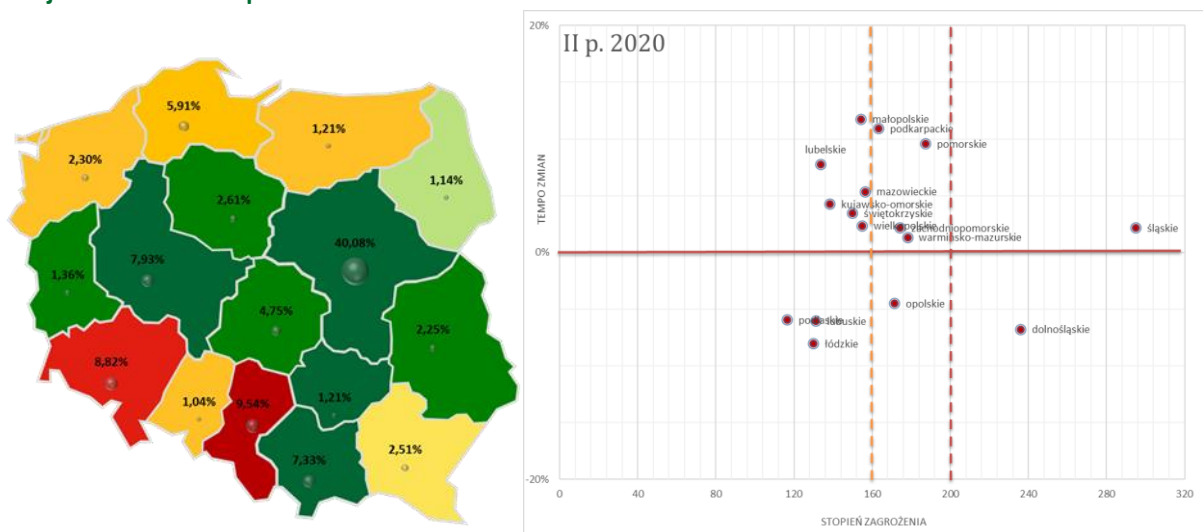 5,91%
1,21%
2,30%
1,14%
2,61%
40,08%
7,93%
1,36%
4,75%
2,25%
8,82%
1,04%
9,54%
1,21%
7,33%
2,51%
II p. 2020
20%
0%
-20%
TEMPO ZMIAN
małopolskie
podkarpackie
pomorskie
lubelskie
mazowieckie
kujawsko-omorskie
świętokrzyskie
wielkopolskie
zachodniopomorskie
warmińsko-mazurskie
śląskie
opolskie
podlaskie
lubuskie
dolnośląskie
łódzkie
0 40 80 120 160 200 240 280 320
STOPIEŃ ZAGROŻENIA